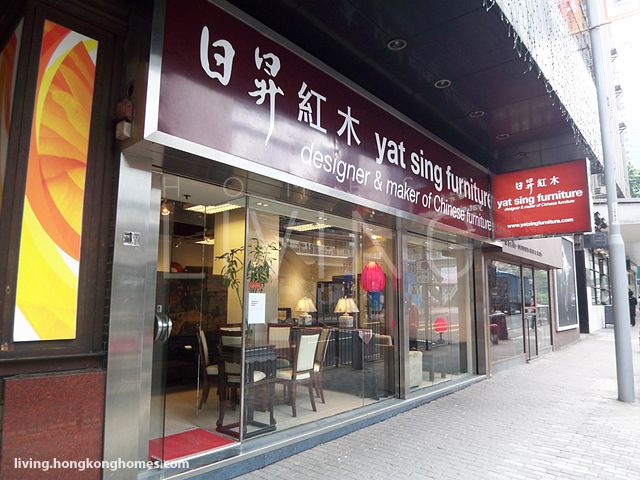 日昇紅木 yat sing furniture
designer & maker of Chinese furniture
日昇紅木
yat sing furniture
designer & maker of Chinese furniture
www.yatsingfurniture.com
LIVING
living.hongkonghomes.com